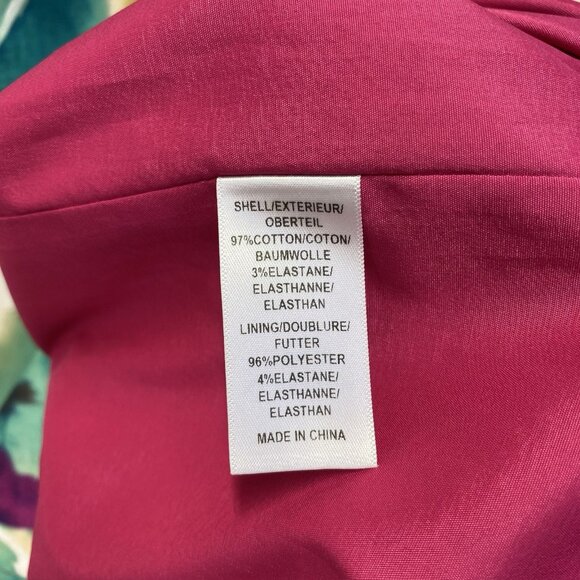 SHELL/EXTERIEUR/
OBERTEIL
97%COTTON/COTON/
BAUMWOLLE
3%ELASTANE/
ELASTHANNE/
ELASTHAN
LINING/DOUBLURE/
FUTTER
96%POLYESTER
4%ELASTANE/
ELASTHANNE/
ELASTHAN
MADE IN CHINA